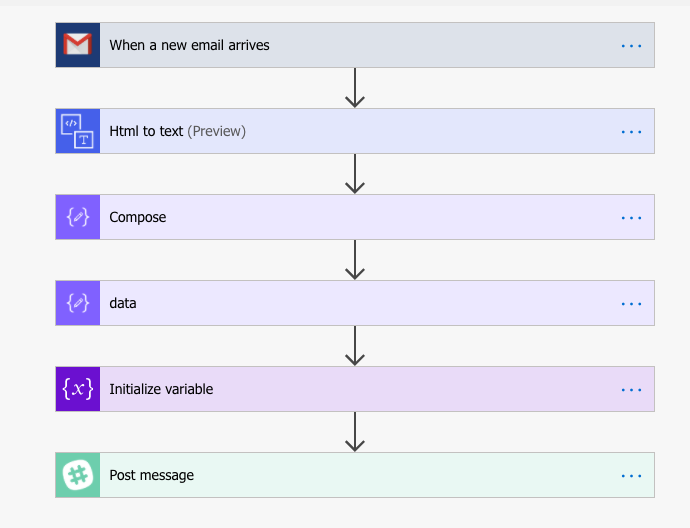 When a new email arrives
Html to text (Preview)
Compose
data
Initialize variable
Post message